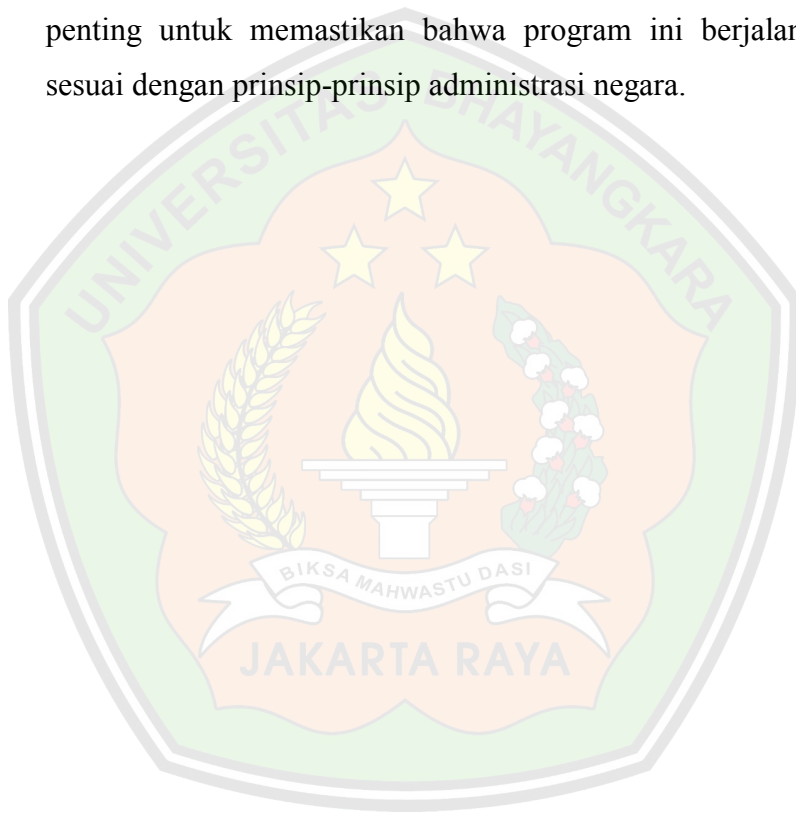 penting untuk memastikan bahwa program ini berjalan
sesuai dengan prinsip-prinsip administrasi negara.
UNIVERSITAS BHAYANGKARA
BIKSA MAHWASTU DASI
JAKARTA RAYA